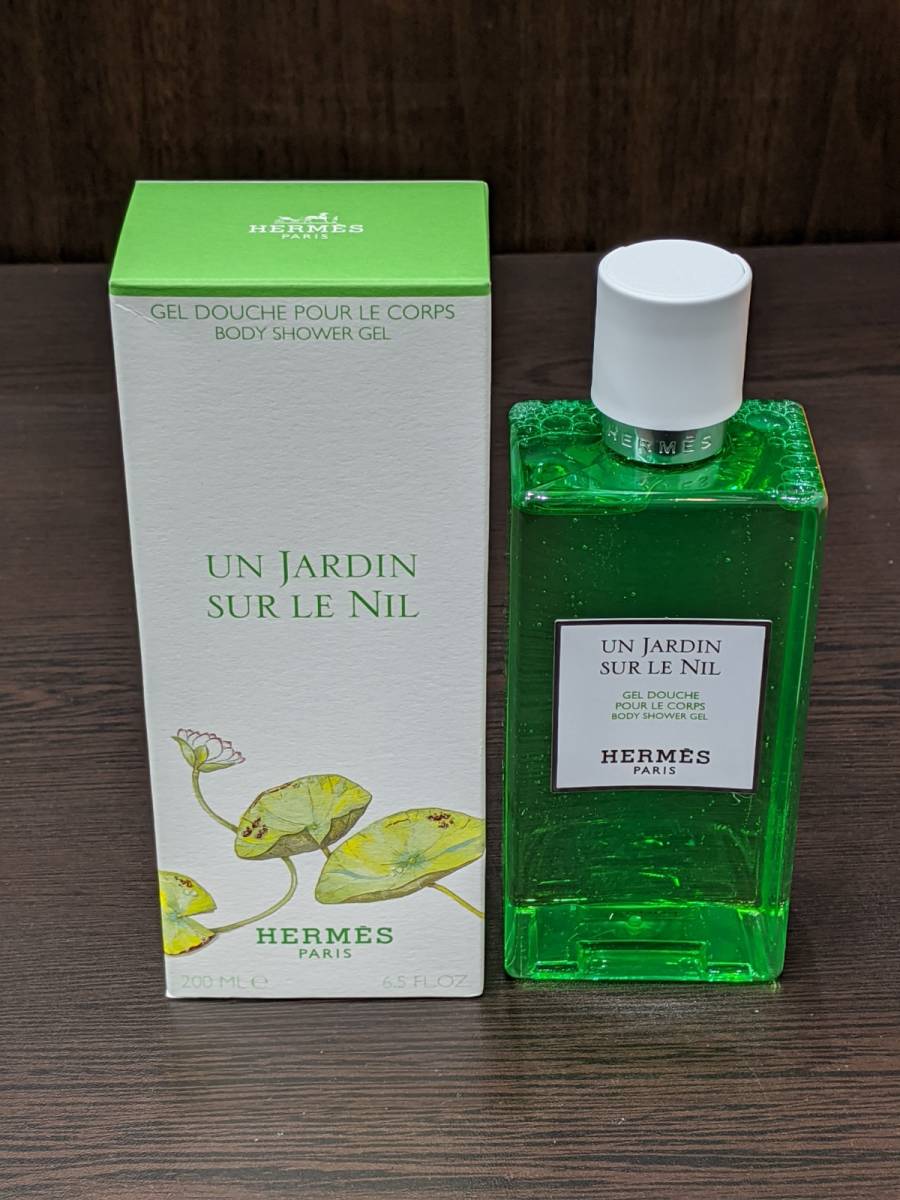 HERMÈS
PARIS
GEL DOUCHE POUR LE CORPS
BODY SHOWER GEL
UN JARDIN
SUR LE NIL
HERMÈS
PARIS
200 ML e
6.5 FL.OZ
HERMÈS
UN JARDIN
SUR LE NIL
GEL DOUCHE
POUR LE CORPS
BODY SHOWER GEL
HERMÈS
PARIS